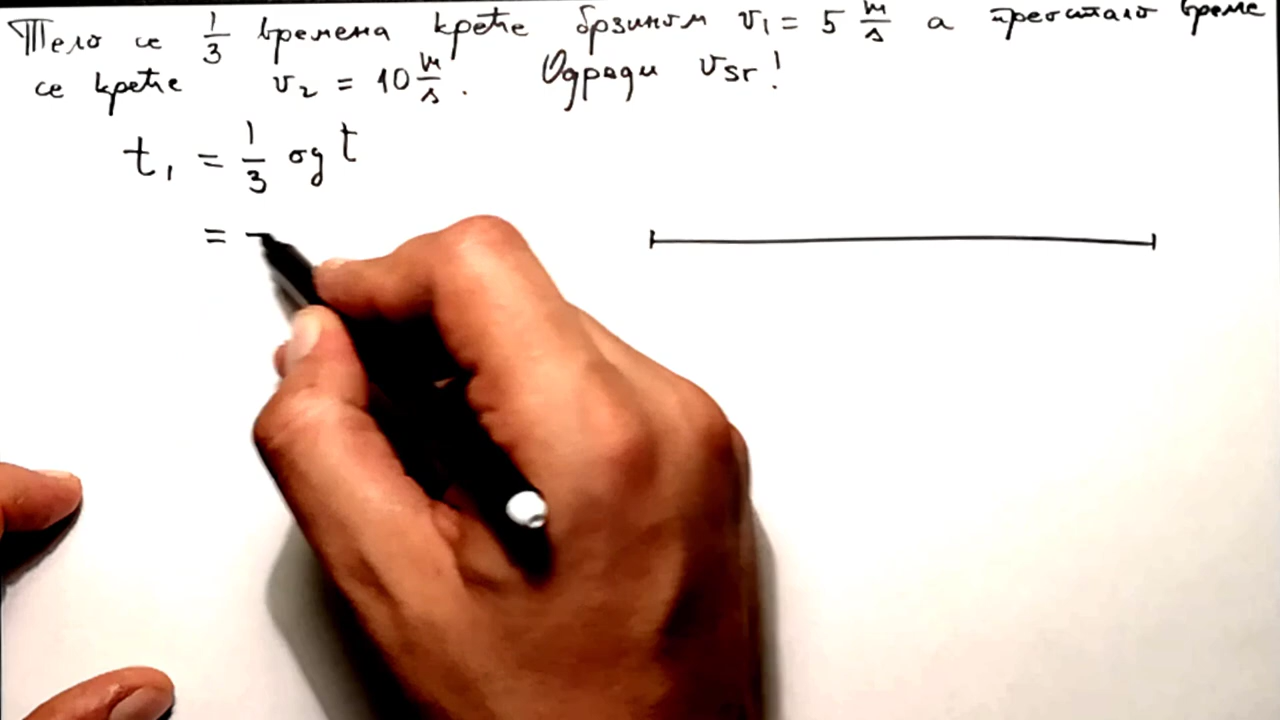 Тело се 1/3 времена креће брзином v₁ = 5 m/s а преостало време
се креће v₂ = 10 m/s. Одреди vsr!
t₁ = 1/3 од t
=